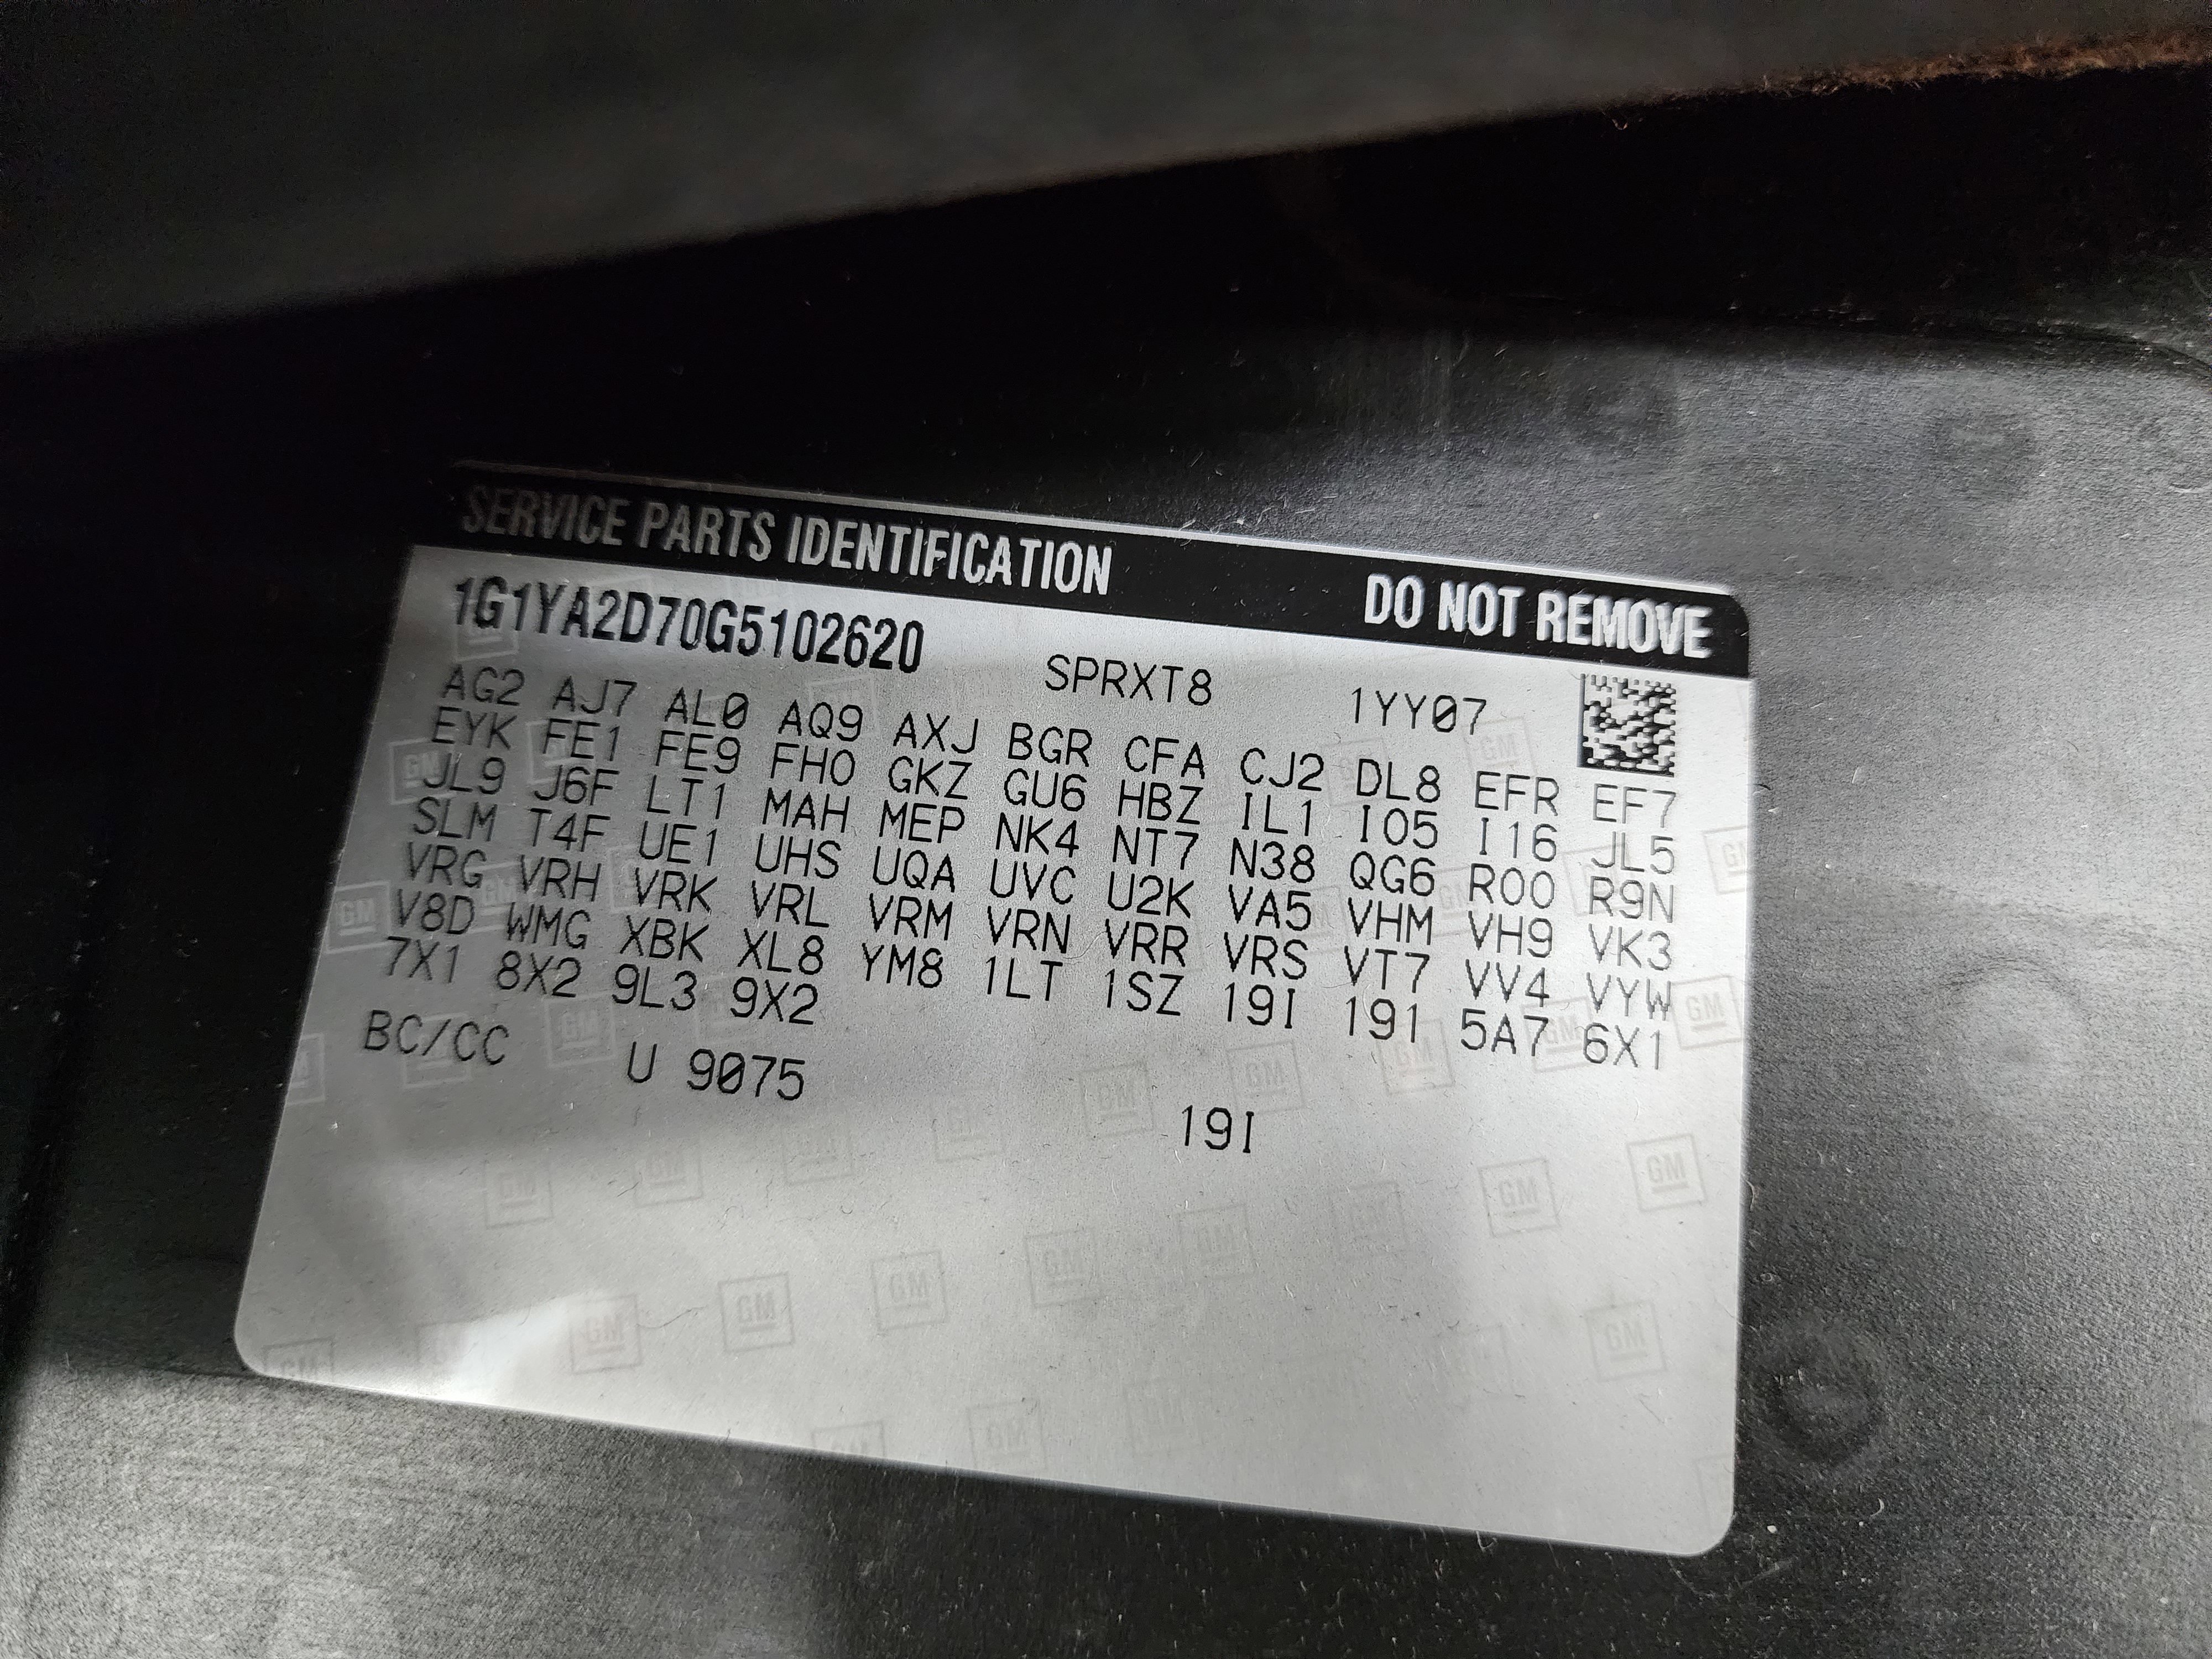 SERVICE PARTS IDENTIFICATION DO NOT REMOVE
1G1YA2D70G5102620 SPRXT8 1YY07
AG2 AJ7 AL0 AQ9 AXJ BGR CFA CJ2 DL8 EFR EF7
EYK FE1 FE9 FHO GKZ GU6 HBZ IL1 IO5 I16 JL5
JL9 J6F LT1 MAH MEP NK4 NT7 N38 QG6 ROO R9N
SLM T4F UE1 UHS UQA UVC U2K VA5 VHM VH9 VK3
VRG VRH VRK VRL VRM VRN VRR VRS VT7 VV4 VYW
V8D WMG XBK XL8 YM8 1LT 1SZ 19I 191 5A7 6X1
7X1 8X2 9L3 9X2
BC/CC U 9075 19I